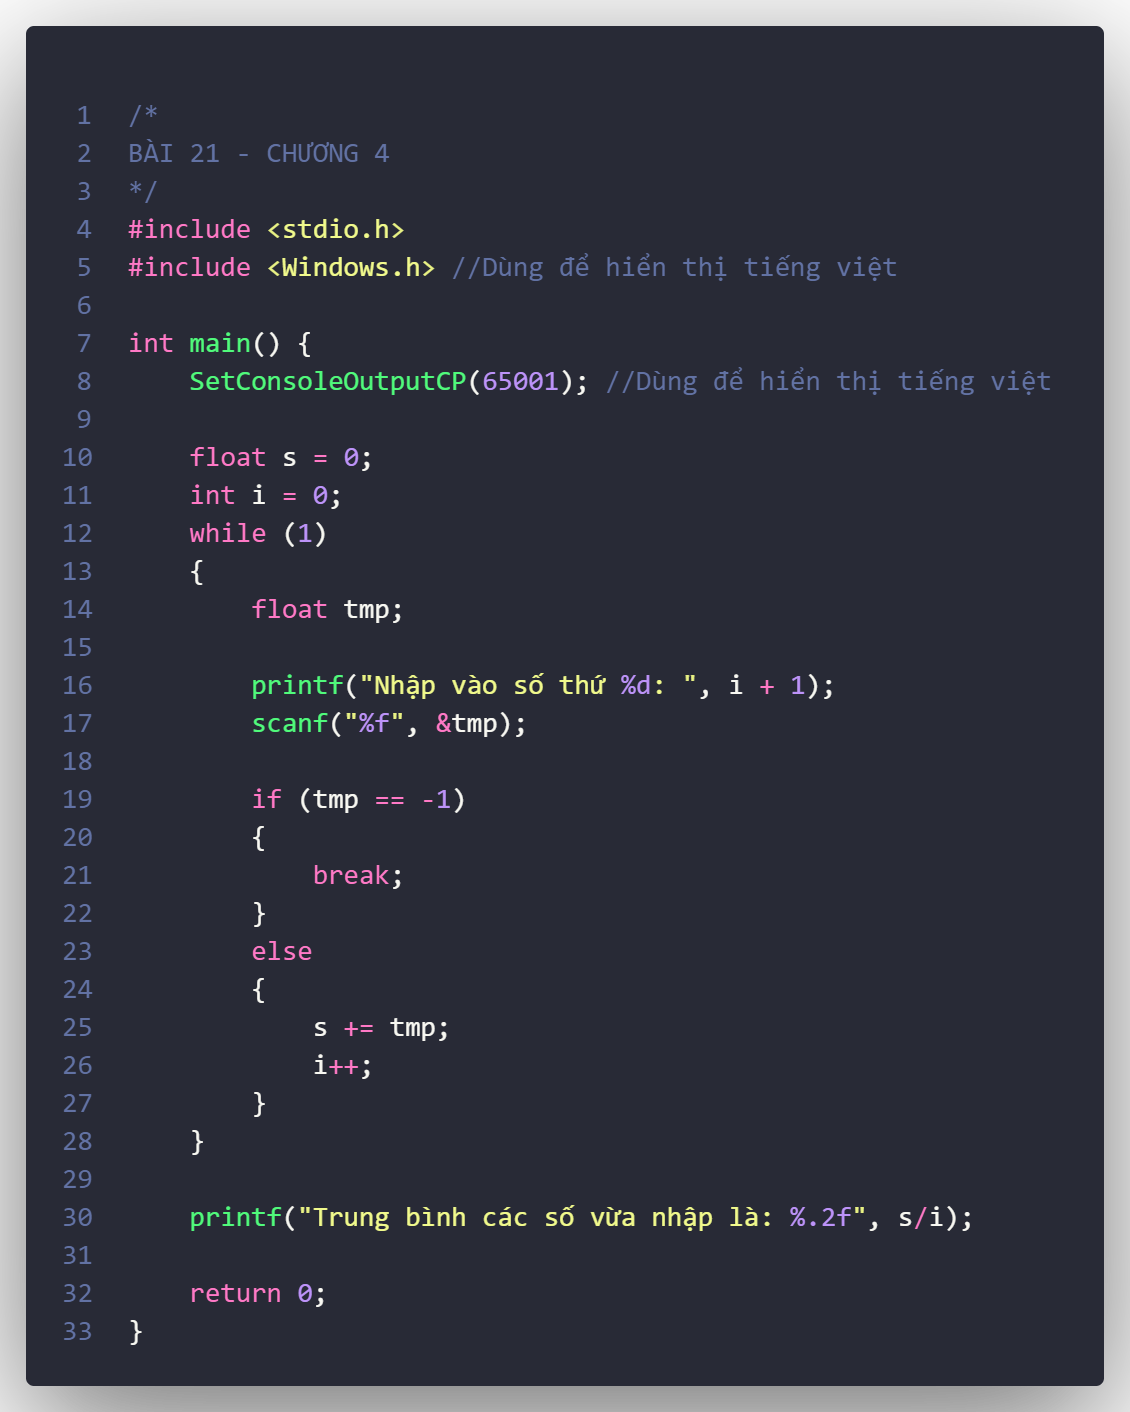 1 /*
2 BÀI 21 - CHƯƠNG 4
3 */
4 #include <stdio.h>
5 #include <Windows.h> //Dùng để hiển thị tiếng việt
6
7 int main() {
8     SetConsoleOutputCP(65001); //Dùng để hiển thị tiếng việt
9
10     float s = 0;
11     int i = 0;
12     while (1)
13     {
14         float tmp;
15
16         printf("Nhập vào số thứ %d: ", i + 1);
17         scanf("%f", &tmp);
18
19         if (tmp == -1)
20         {
21             break;
22         }
23         else
24         {
25             s += tmp;
26             i++;
27         }
28     }
29
30     printf("Trung bình các số vừa nhập là: %.2f", s/i);
31
32     return 0;
33 }